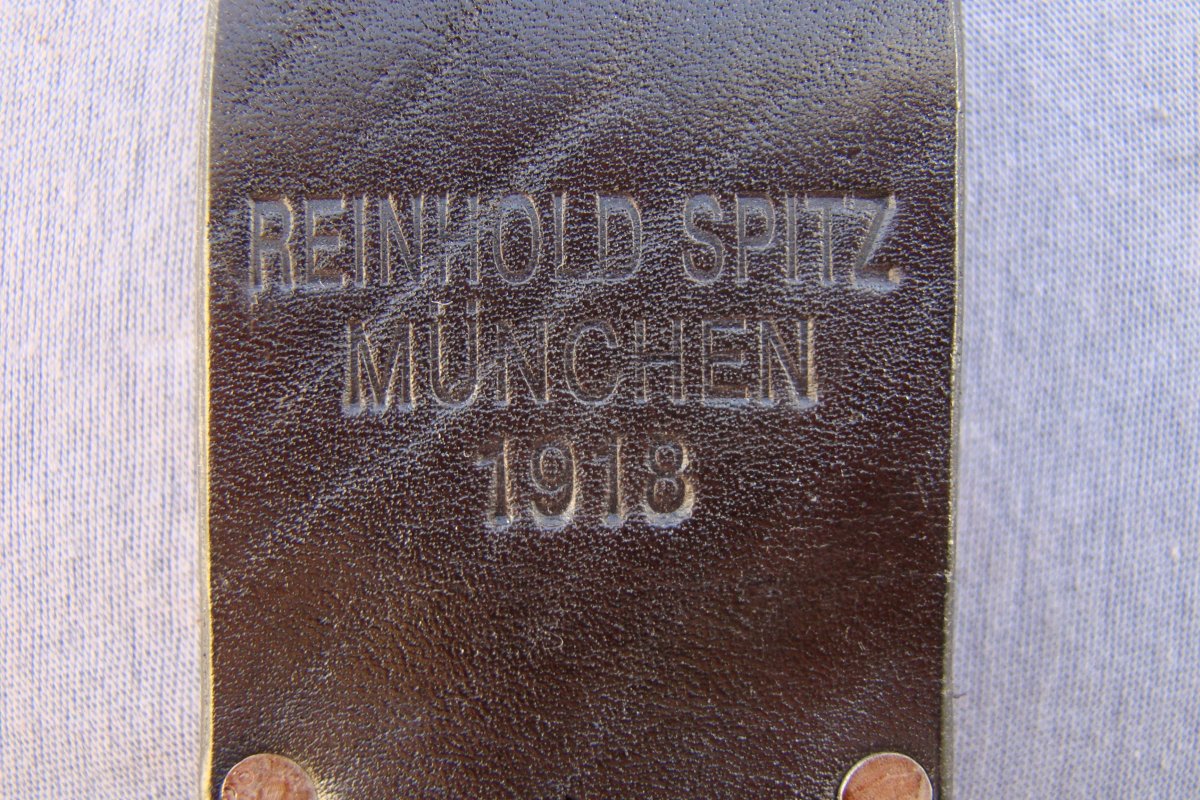 REINHOLD SPITZ.
MÜNCHEN
1918